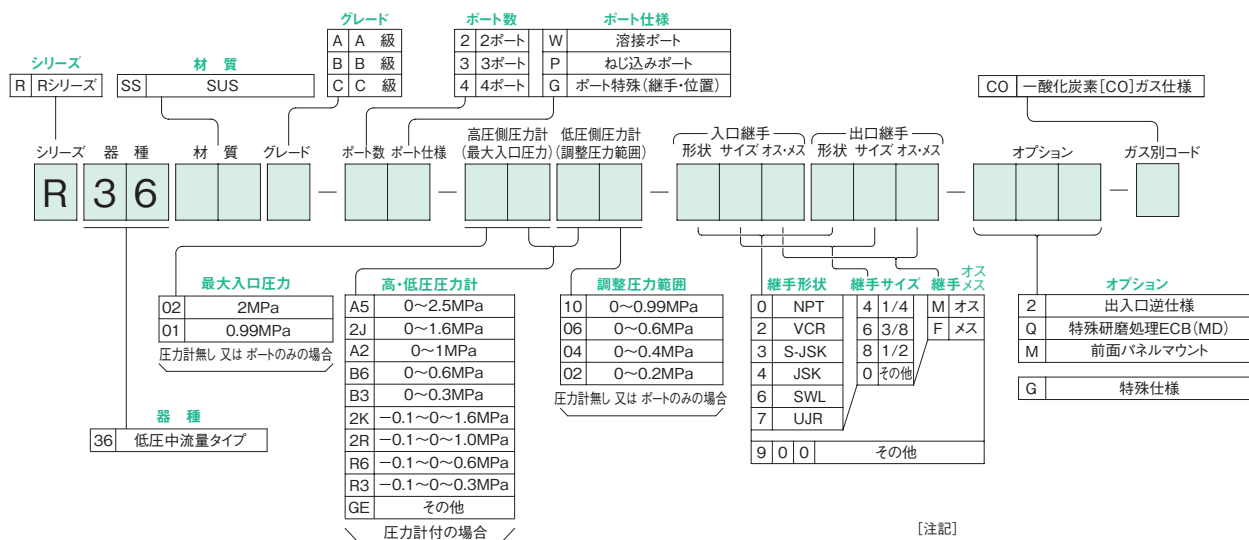 グレード
A A 級
B B 級
C C 級
ポート数
2 2ポート
3 3ポート
4 4ポート
ポート仕様
W 溶接ポート
P ねじ込みポート
G ポート特殊(継手・位置)
シリーズ
R Rシリーズ
材 質
SS SUS
CO 一酸化炭素[CO]ガス仕様
シリーズ 器 種 材 質 グレード ポート数 ポート仕様
高圧側圧力計
(最大入口圧力)
低圧側圧力計
(調整圧力範囲)
入口継手
形状 サイズ オス・メス
出口継手
形状 サイズ オス・メス
オプション
ガス別コード
R 3 6 — — — — —
最大入口圧力
02 2MPa
01 0.99MPa
圧力計無し 又は ポートのみの場合
器 種
36 低圧中流量タイプ
高・低圧圧力計
A5 0〜2.5MPa
2J 0〜1.6MPa
A2 0〜1MPa
B6 0〜0.6MPa
B3 0〜0.3MPa
2K −0.1〜0〜1.6MPa
2R −0.1〜0〜1.0MPa
R6 −0.1〜0〜0.6MPa
R3 −0.1〜0〜0.3MPa
GE その他
圧力計付の場合
調整圧力範囲
10 0〜0.99MPa
06 0〜0.6MPa
04 0〜0.4MPa
02 0〜0.2MPa
圧力計無し 又は ポートのみの場合
継手形状
0 NPT
2 VCR
3 S-JSK
4 JSK
6 SWL
7 UJR
9 0 0 その他
継手サイズ
4 1/4
6 3/8
8 1/2
0 その他
継手オスメス
M オス
F メス
オプション
2 出入口逆仕様
Q 特殊研磨処理ECB(MD)
M 前面パネルマウント
G 特殊仕様
[注記]